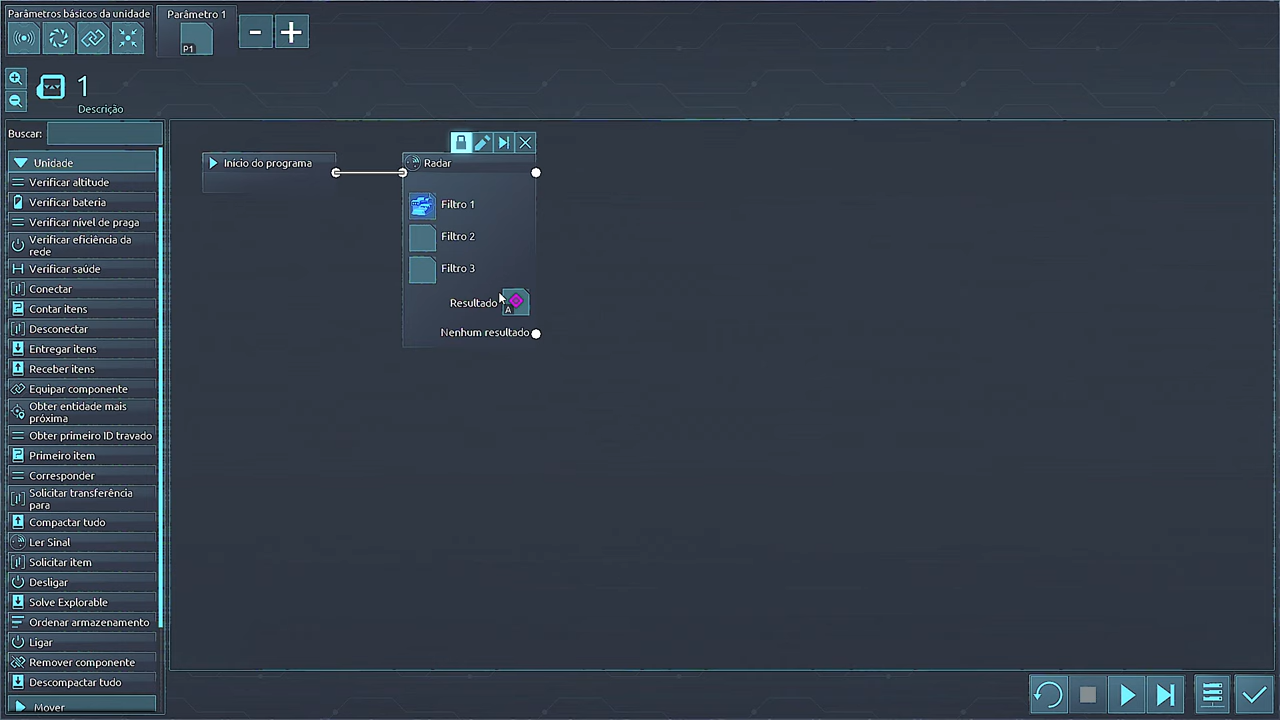 Parâmetros básicos da unidade
Parâmetro 1
P1
- +
1
Descrição
Buscar:
Unidade
Verificar altitude
Verificar bateria
Verificar nível de praga
Verificar eficiência da
rede
Verificar saúde
Conectar
Contar itens
Desconectar
Entregar itens
Receber itens
Equipar componente
Obter entidade mais
próxima
Obter primeiro ID travado
Primeiro item
Corresponder
Solicitar transferência
para
Compactar tudo
Ler Sinal
Solicitar item
Desligar
Solve Explorable
Ordenar armazenamento
Ligar
Remover componente
Descompactar tudo
Mover
Início do programa
Radar
Filtro 1
Filtro 2
Filtro 3
Resultado
A
Nenhum resultado